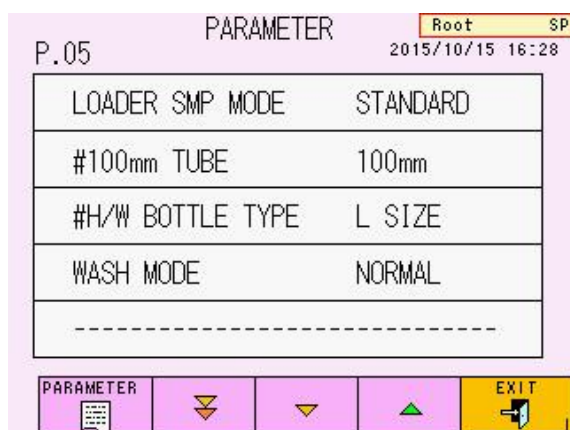 PARAMETER
Root SP
P.05
2015/10/15 16:28
LOADER SMP MODE STANDARD
#100mm TUBE 100mm
#H/W BOTTLE TYPE L SIZE
WASH MODE NORMAL
------------------------------
PARAMETER
EXIT